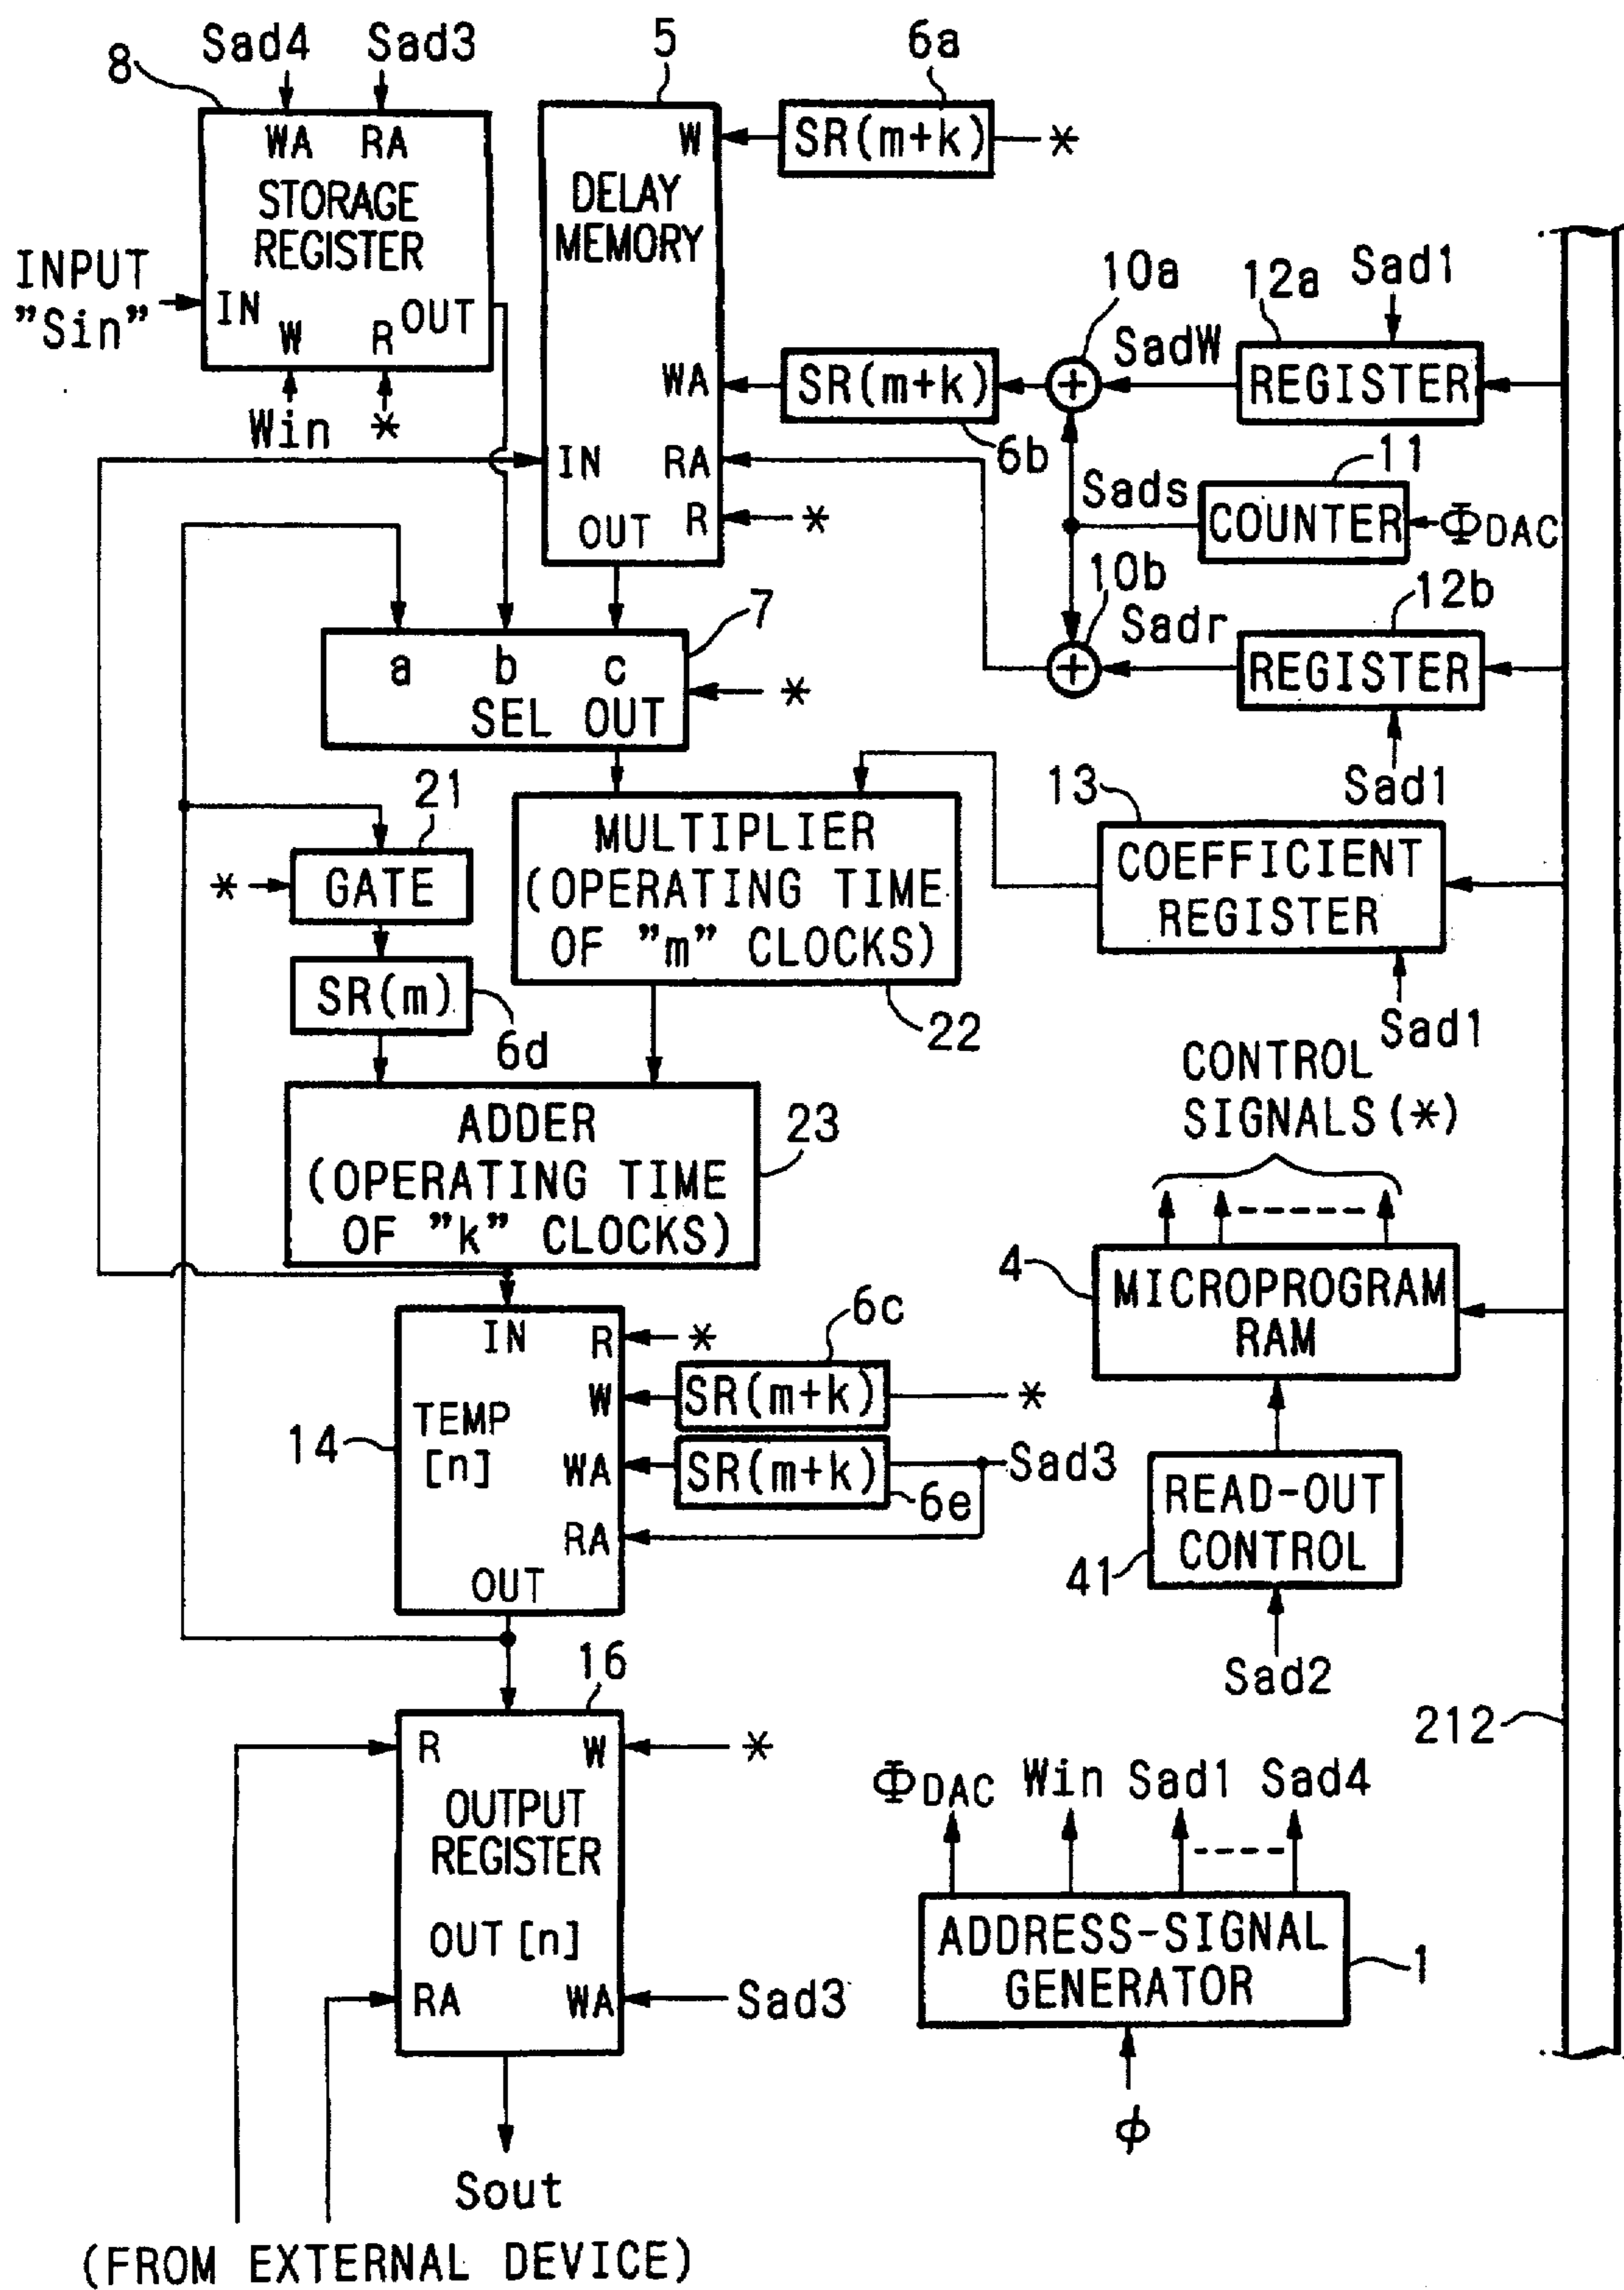 Sad4
Sad3
5
6a
8
WA RA
STORAGE
REGISTER
IN
OUT
W
R
INPUT
"Sin"
Win
*
W
DELAY
MEMORY
WA
IN
RA
OUT
R
*
SR(m+k)
*
SR(m+k)
6b
10a
SadW
12a
Sad1
REGISTER
Sads
11
COUNTER
ΦDAC
10b
Sadr
12b
REGISTER
Sad1
7
a b c
SEL OUT
*
21
*
GATE
SR(m)
6d
MULTIPLIER
(OPERATING TIME
OF "m" CLOCKS)
22
13
COEFFICIENT
REGISTER
Sad1
ADDER
(OPERATING TIME
OF "k" CLOCKS)
23
CONTROL
SIGNALS(*)
4
MICROPROGRAM
RAM
READ-OUT
CONTROL
41
Sad2
IN
R
*
6c
W
SR(m+k)
*
14
TEMP
[n]
WA
SR(m+k)
Sad3
6e
RA
OUT
16
R
W
*
OUTPUT
REGISTER
OUT[n]
RA
WA
Sad3
Sout
(FROM EXTERNAL DEVICE)
212
ΦDAC Win Sad1 Sad4
ADDRESS-SIGNAL
GENERATOR
1
φ